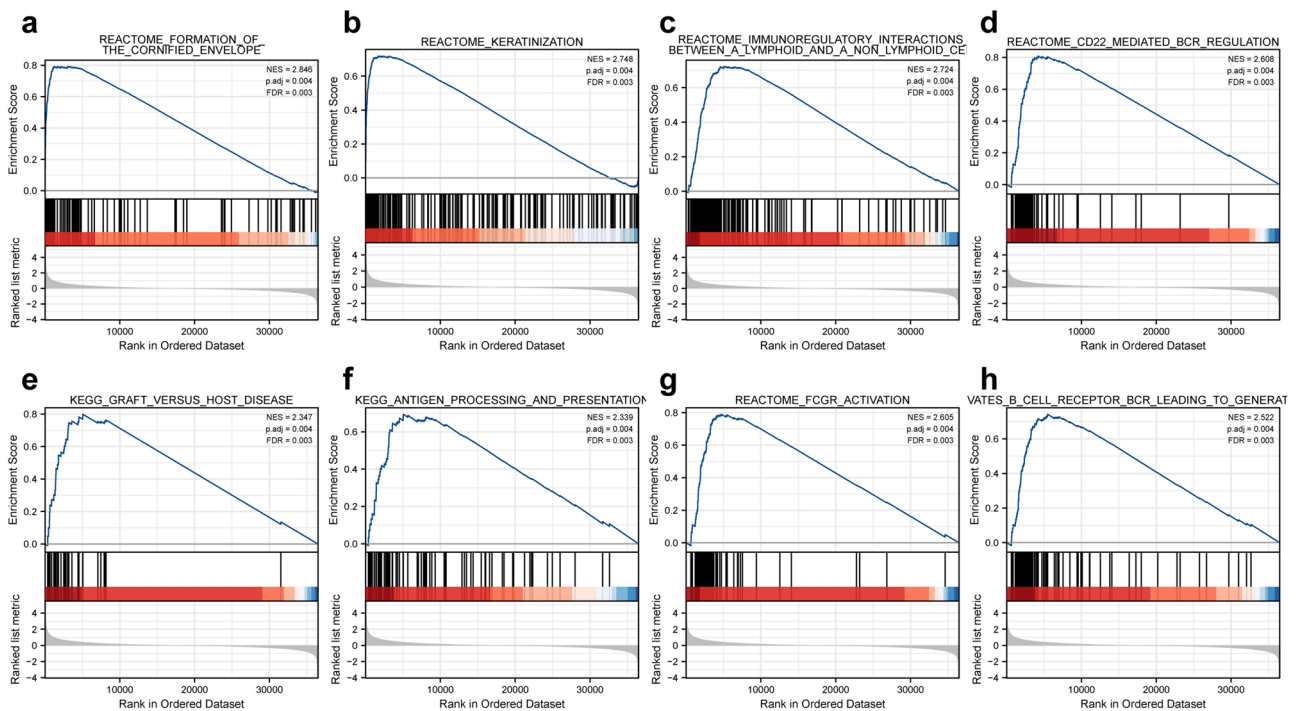 a
REACTOME_FORMATION_OF_
THE_CORNIFIED_ENVELOPE
NES = 2.846
p.adj = 0.004
FDR = 0.003
Enrichment Score
0.8
0.6
0.4
0.2
0.0
Ranked list metric
4
2
0
−2
−4
10000 20000 30000
Rank in Ordered Dataset
b
REACTOME_KERATINIZATION
NES = 2.748
p.adj = 0.004
FDR = 0.003
Enrichment Score
0.6
0.4
0.2
0.0
Ranked list metric
4
2
0
−2
−4
10000 20000 30000
Rank in Ordered Dataset
c
REACTOME_IMMUNOREGULATORY_INTERACTIONS_
BETWEEN_A_LYMPHOID_AND_A_NON_LYMPHOID_CE
NES = 2.724
p.adj = 0.004
FDR = 0.003
Enrichment Score
0.6
0.4
0.2
0.0
Ranked list metric
4
2
0
−2
−4
10000 20000 30000
Rank in Ordered Dataset
d
REACTOME_CD22_MEDIATED_BCR_REGULATION
NES = 2.608
p.adj = 0.004
FDR = 0.003
Enrichment Score
0.8
0.6
0.4
0.2
0.0
Ranked list metric
4
2
0
−2
−4
10000 20000 30000
Rank in Ordered Dataset
e
KEGG_GRAFT_VERSUS_HOST_DISEASE
NES = 2.347
p.adj = 0.004
FDR = 0.003
Enrichment Score
0.8
0.6
0.4
0.2
0.0
Ranked list metric
4
2
0
−2
−4
10000 20000 30000
Rank in Ordered Dataset
f
KEGG_ANTIGEN_PROCESSING_AND_PRESENTATION
NES = 2.339
p.adj = 0.004
FDR = 0.003
Enrichment Score
0.6
0.4
0.2
0.0
Ranked list metric
4
2
0
−2
−4
10000 20000 30000
Rank in Ordered Dataset
g
REACTOME_FCGR_ACTIVATION
NES = 2.605
p.adj = 0.004
FDR = 0.003
Enrichment Score
0.8
0.6
0.4
0.2
0.0
Ranked list metric
4
2
0
−2
−4
10000 20000 30000
Rank in Ordered Dataset
h
VATES_B_CELL_RECEPTOR_BCR_LEADING_TO_GENERAT
NES = 2.522
p.adj = 0.004
FDR = 0.003
Enrichment Score
0.6
0.4
0.2
0.0
Ranked list metric
4
2
0
−2
−4
10000 20000 30000
Rank in Ordered Dataset